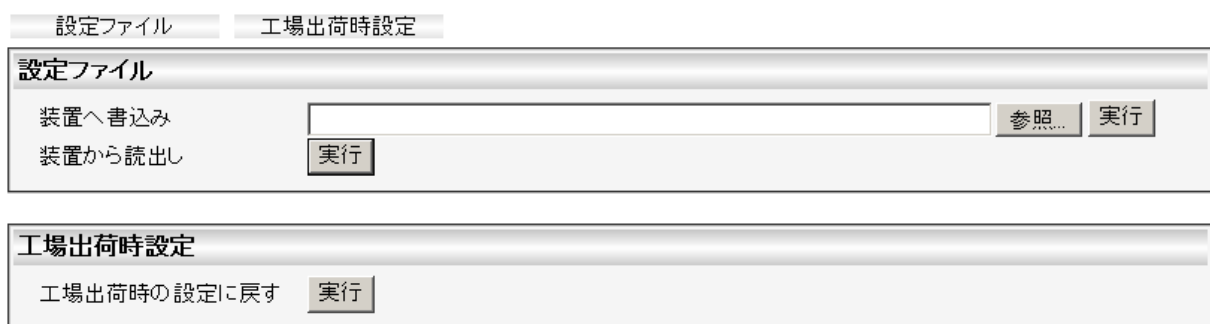 設定ファイル 工場出荷時設定
設定ファイル
装置へ書込み 参照... 実行
装置から読出し 実行
工場出荷時設定
工場出荷時の設定に戻す 実行